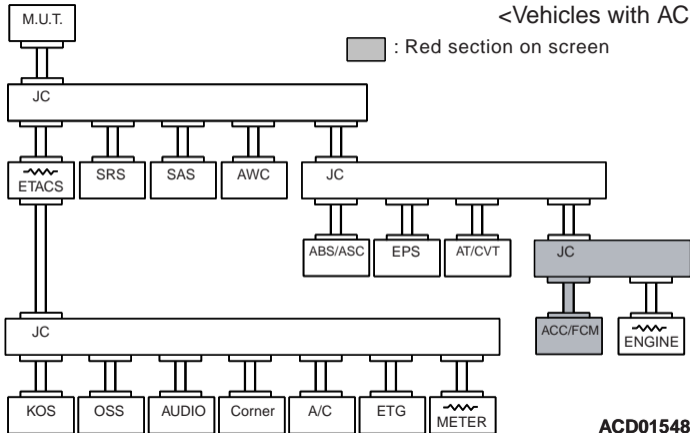 M.U.T.
<Vehicles with AC
: Red section on screen
JC
ETACS
SRS
SAS
AWC
JC
ABS/ASC
EPS
AT/CVT
JC
ACC/FCM
ENGINE
JC
KOS
OSS
AUDIO
Corner
A/C
ETG
METER
ACD01548